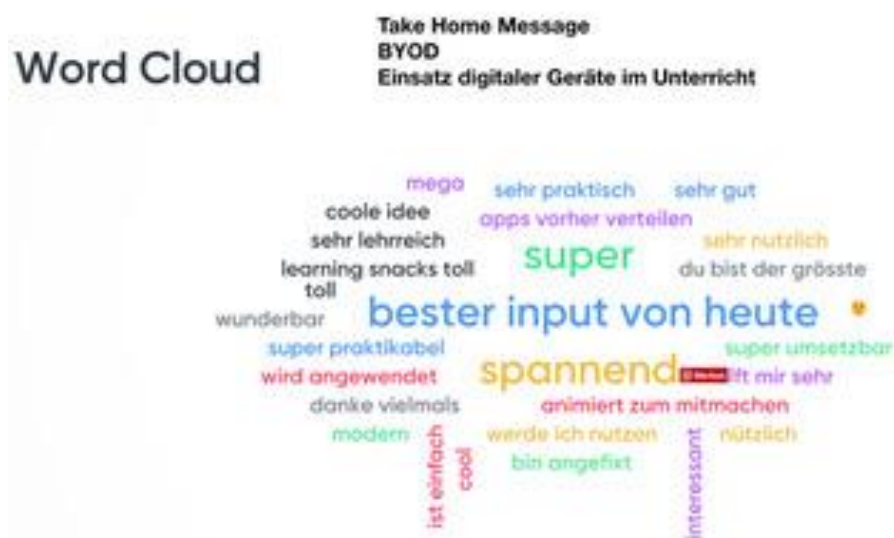 Take Home Message
BYOD
Einsatz digitaler Geräte im Unterricht
Word Cloud
mega
sehr praktisch
sehr gut
coole idee
apps vorher verteilen
sehr lehrreich
super
sehr nutzlich
learning snacks toll
du bist der grösste
toll
wunderbar
bester input von heute
super praktikabel
super umsetzbar
wird angewendet
spannend
lft mir sehr
danke vielmals
animiert zum mitmachen
modern
werde ich nutzen
nützlich
ist einfach
cool
bin angefixt
interessant